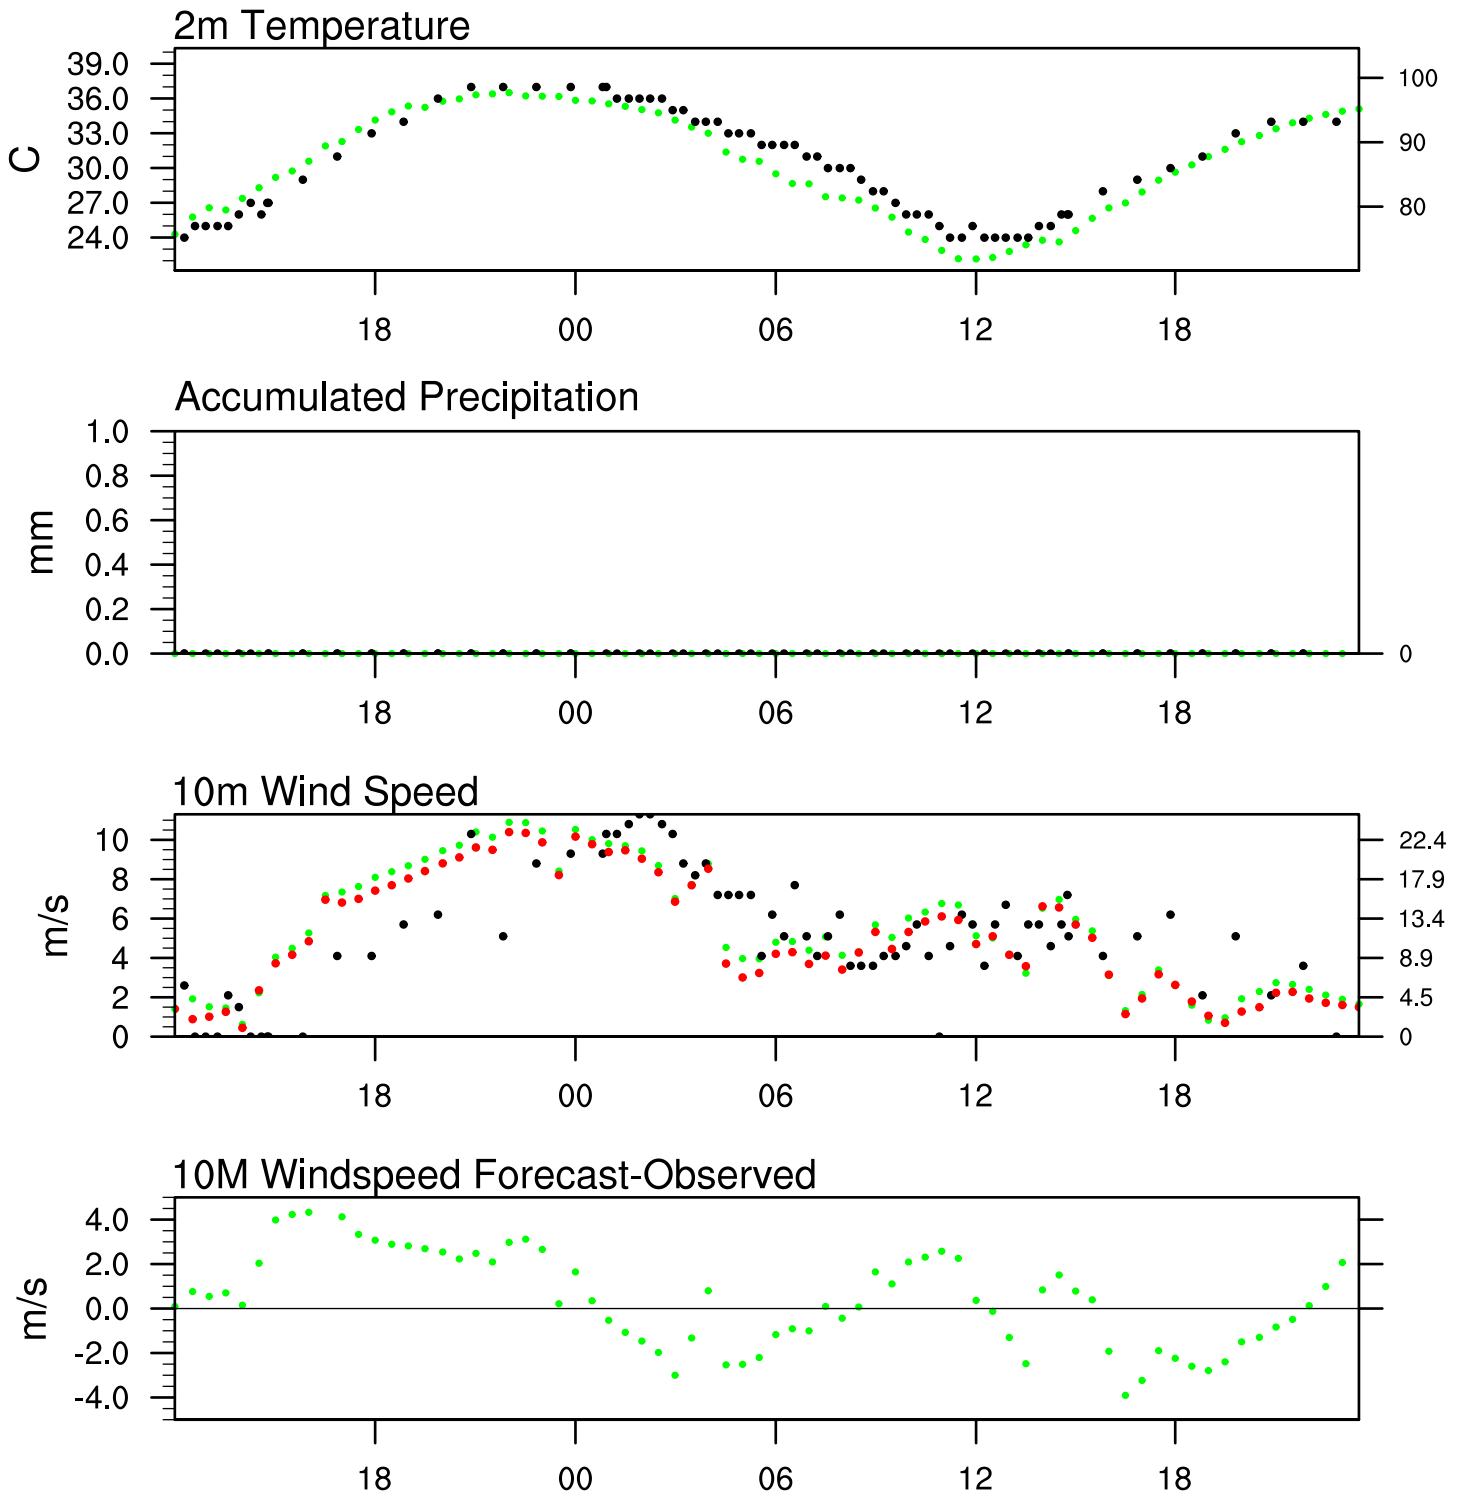 2m Temperature
39.0
36.0
33.0
30.0
27.0
24.0
C
100
90
80
18 00 06 12 18
Accumulated Precipitation
1.0
0.8
0.6
0.4
0.2
0.0
mm
0
18 00 06 12 18
10m Wind Speed
10
8
6
4
2
0
m/s
22.4
17.9
13.4
8.9
4.5
0
18 00 06 12 18
10M Windspeed Forecast-Observed
4.0
2.0
0.0
-2.0
-4.0
m/s
18 00 06 12 18